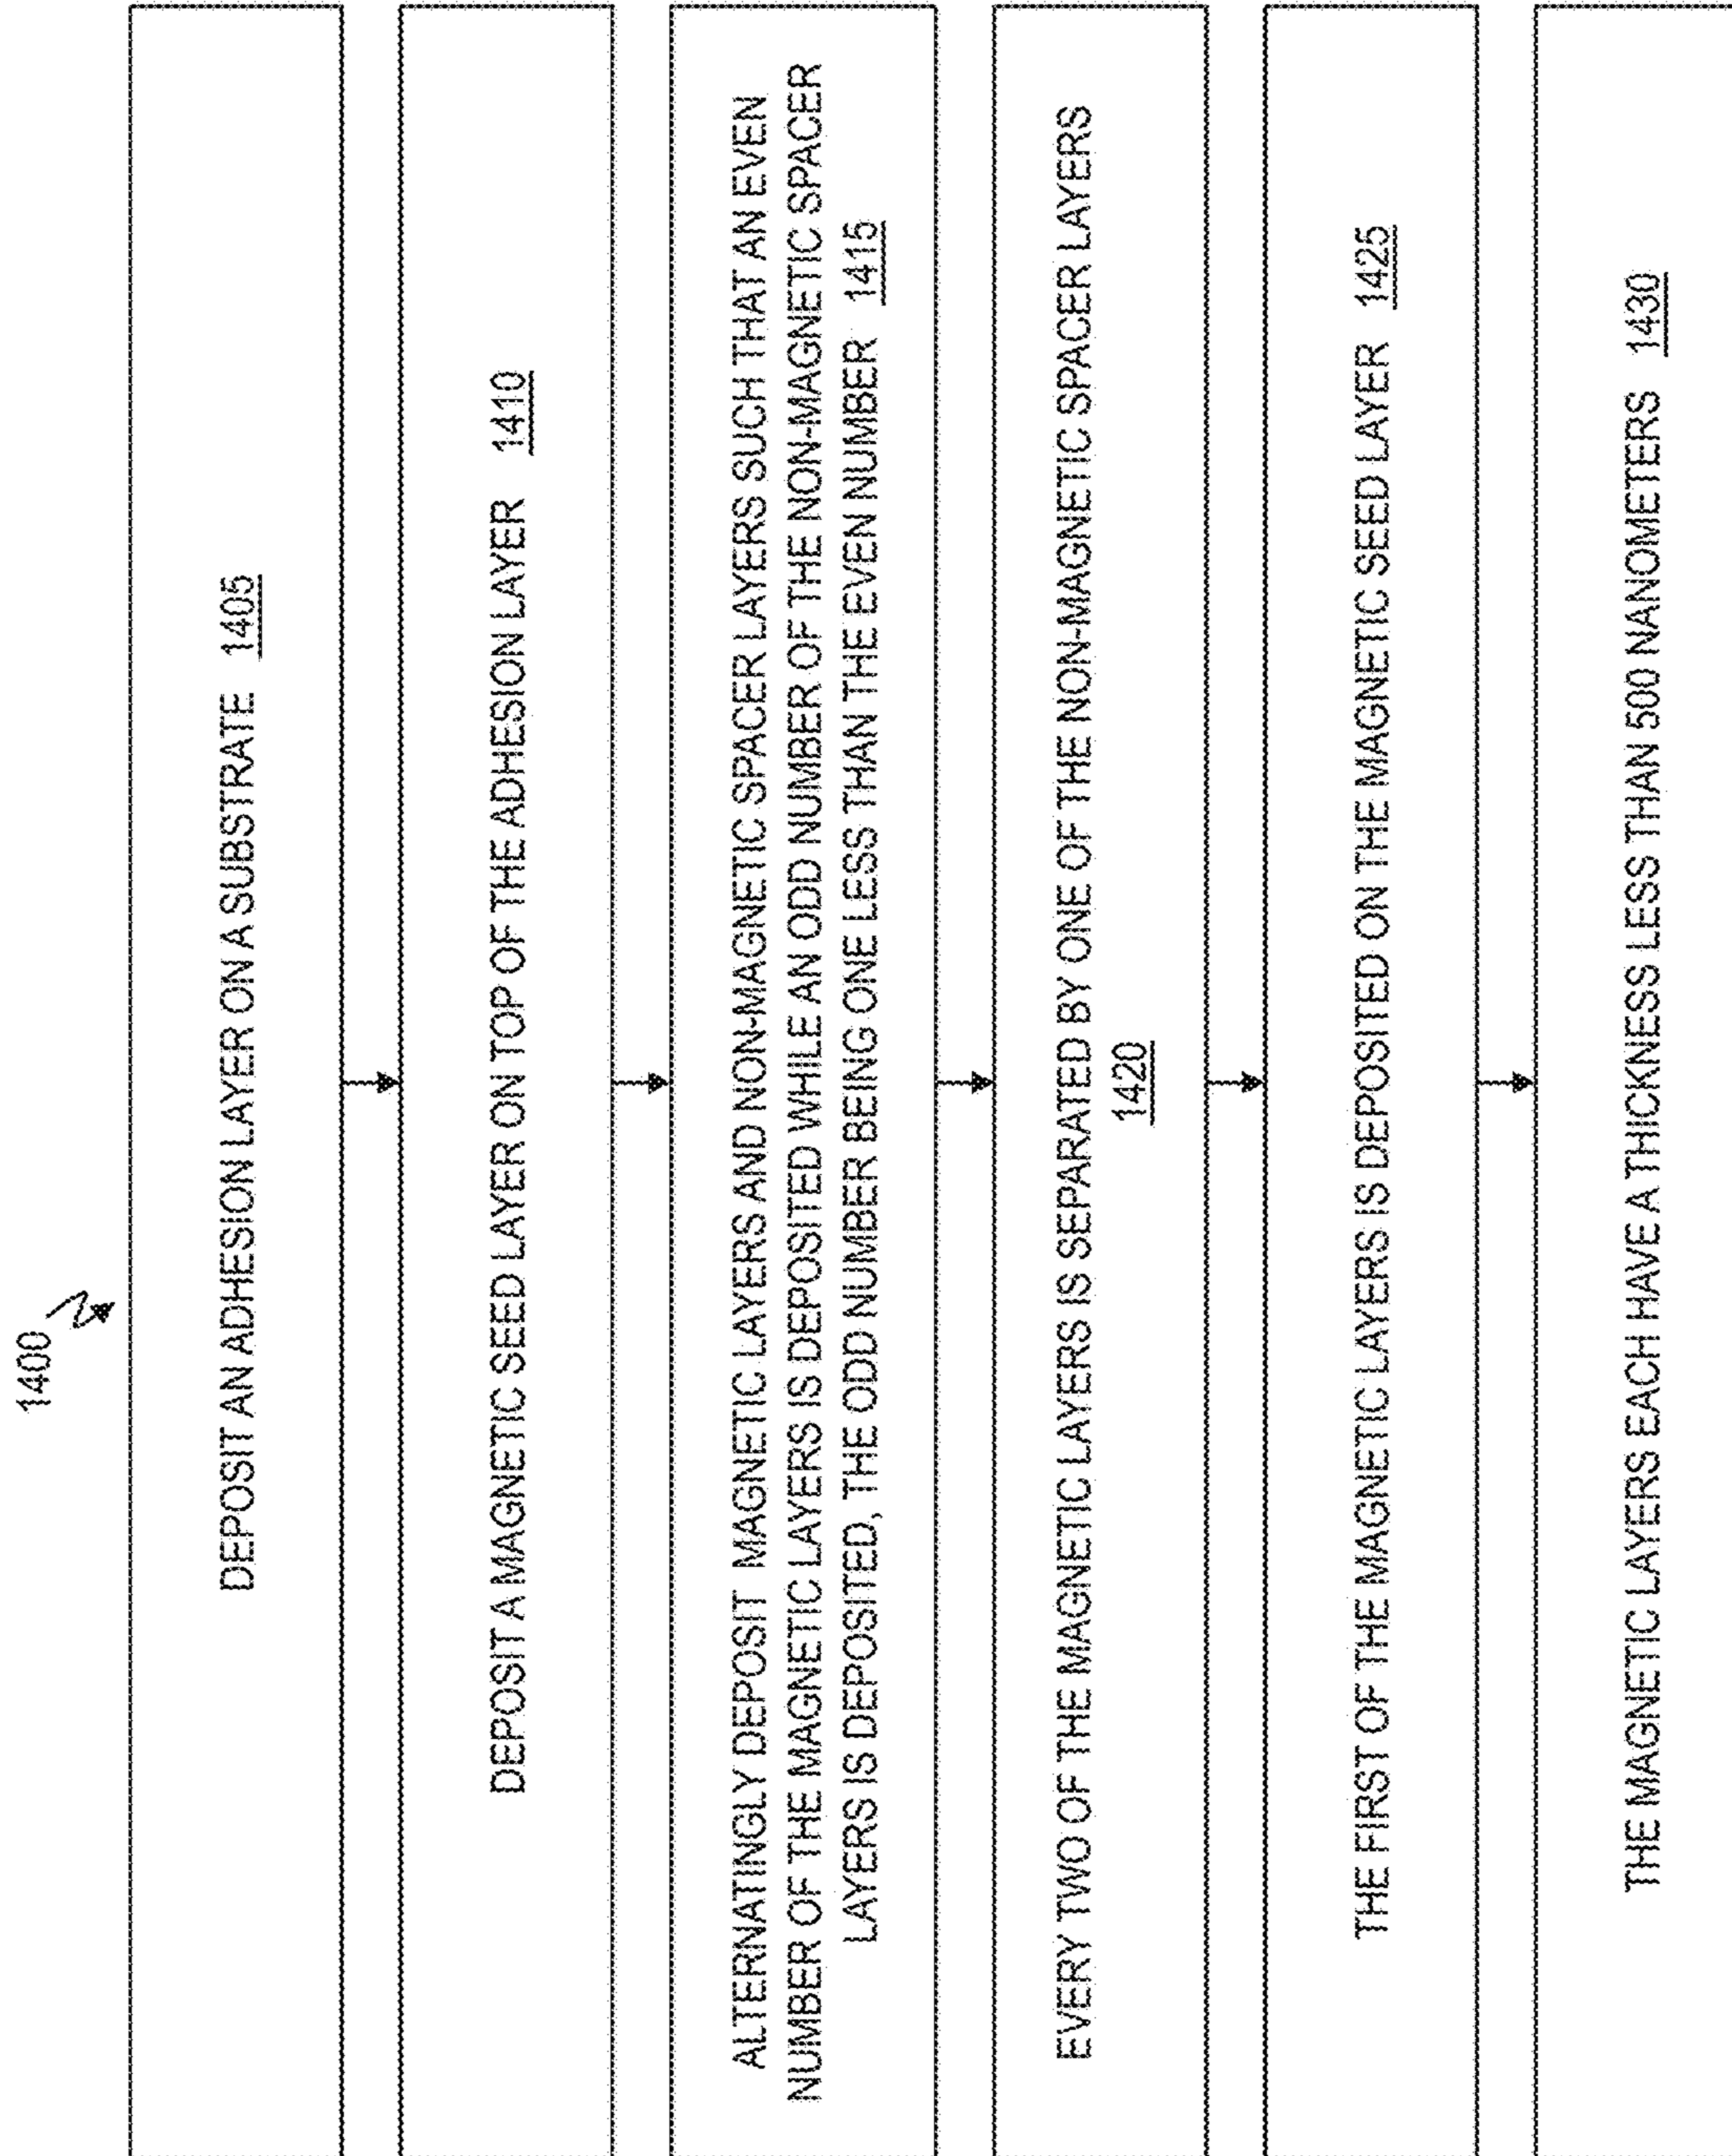 1400
DEPOSIT AN ADHESION LAYER ON A SUBSTRATE 1405
DEPOSIT A MAGNETIC SEED LAYER ON TOP OF THE ADHESION LAYER 1410
ALTERNATINGLY DEPOSIT MAGNETIC LAYERS AND NON-MAGNETIC SPACER LAYERS SUCH THAT AN EVEN
NUMBER OF THE MAGNETIC LAYERS IS DEPOSITED WHILE AN ODD NUMBER OF THE NON-MAGNETIC SPACER
LAYERS IS DEPOSITED, THE ODD NUMBER BEING ONE LESS THAN THE EVEN NUMBER 1415
EVERY TWO OF THE MAGNETIC LAYERS IS SEPARATED BY ONE OF THE NON-MAGNETIC SPACER LAYERS
1420
THE FIRST OF THE MAGNETIC LAYERS IS DEPOSITED ON THE MAGNETIC SEED LAYER 1425
THE MAGNETIC LAYERS EACH HAVE A THICKNESS LESS THAN 500 NANOMETERS 1430